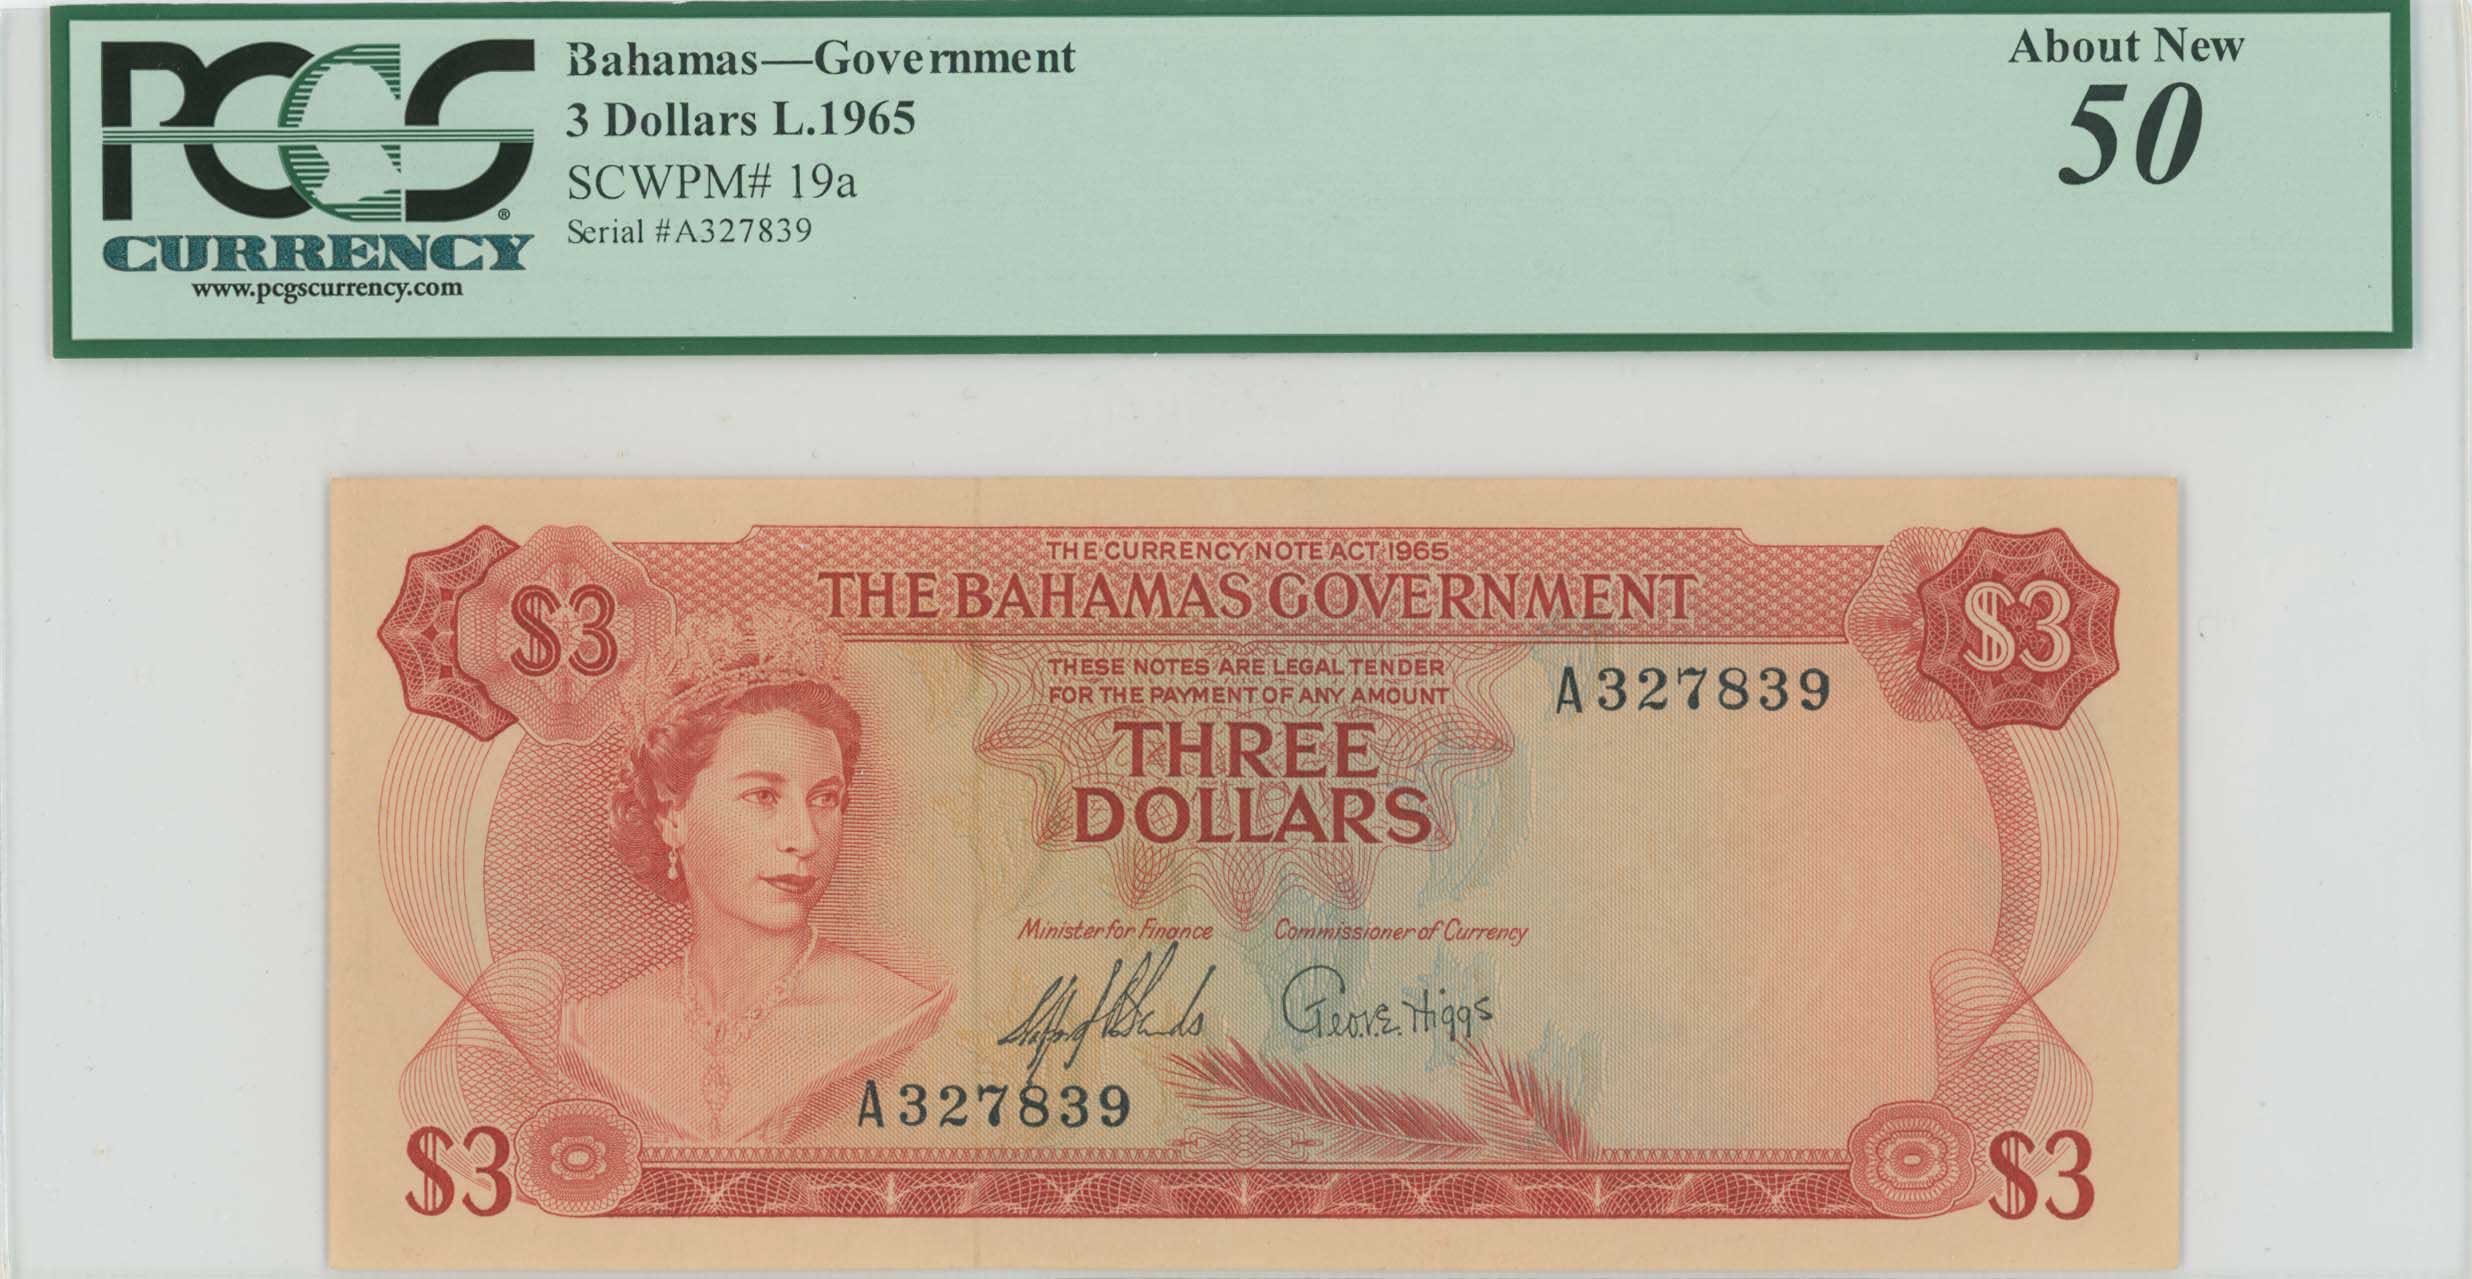 PCGS
CURRENCY
www.pcgscurrency.com
Bahamas—Government
3 Dollars L.1965
SCWPM# 19a
Serial #A327839
About New
50
THE CURRENCY NOTE ACT 1965
THE BAHAMAS GOVERNMENT
$3
$3
THESE NOTES ARE LEGAL TENDER
FOR THE PAYMENT OF ANY AMOUNT
A327839
THREE
DOLLARS
Minister for Finance
Commissioner of Currency
Geo.E. Higgs
A327839
$3
$3